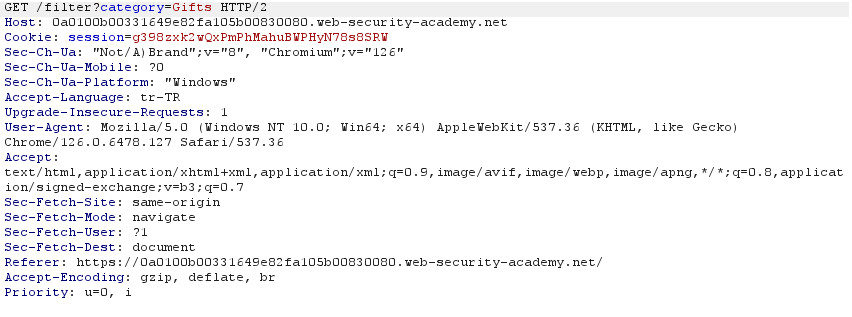 GET /filter?category=Gifts HTTP/2
Host: 0a0100b00331649e82fa105b00830080.web-security-academy.net
Cookie: session=g398zxk2wQxPmPhMahuBWPHyN78s8SRW
Sec-Ch-Ua: "Not/A)Brand";v="8", "Chromium";v="126"
Sec-Ch-Ua-Mobile: ?0
Sec-Ch-Ua-Platform: "Windows"
Accept-Language: tr-TR
Upgrade-Insecure-Requests: 1
User-Agent: Mozilla/5.0 (Windows NT 10.0; Win64; x64) AppleWebKit/537.36 (KHTML, like Gecko)
Chrome/126.0.6478.127 Safari/537.36
Accept:
text/html,application/xhtml+xml,application/xml;q=0.9,image/avif,image/webp,image/apng,*/*;q=0.8,applicat
ion/signed-exchange;v=b3;q=0.7
Sec-Fetch-Site: same-origin
Sec-Fetch-Mode: navigate
Sec-Fetch-User: ?1
Sec-Fetch-Dest: document
Referer: https://0a0100b00331649e82fa105b00830080.web-security-academy.net/
Accept-Encoding: gzip, deflate, br
Priority: u=0, i